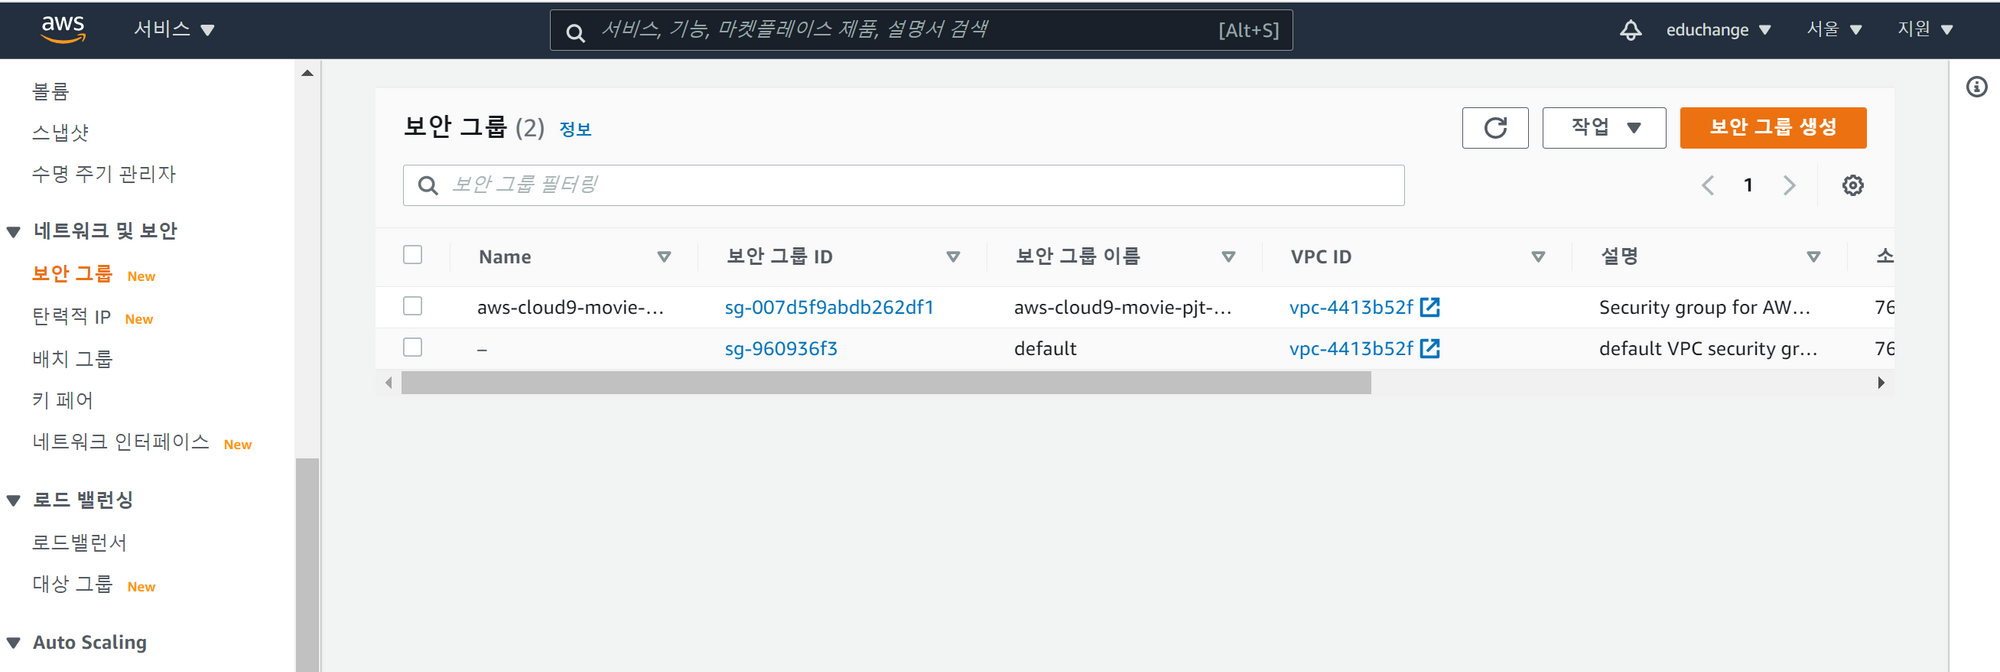 aws 서비스 서비스, 기능, 마켓플레이스 제품, 설명서 검색 [Alt+S] educhange 서울 지원
볼륨
스냅샷
수명 주기 관리자
네트워크 및 보안
보안 그룹 New
탄력적 IP New
배치 그룹
키 페어
네트워크 인터페이스 New
로드 밸런싱
로드밸런서
대상 그룹 New
Auto Scaling
보안 그룹 (2) 정보
작업
보안 그룹 생성
보안 그룹 필터링
1
Name 보안 그룹 ID 보안 그룹 이름 VPC ID 설명 소
aws-cloud9-movie-... sg-007d5f9abdb262df1 aws-cloud9-movie-pjt-... vpc-4413b52f Security group for AW... 76
– sg-960936f3 default vpc-4413b52f default VPC security gr... 76